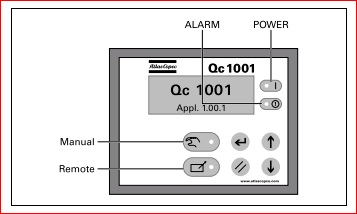 ALARM POWER
Atlas Copco Qc1001
Qc 1001
Appl. 1.00.1
Manual
Remote
www.atlascopco.com